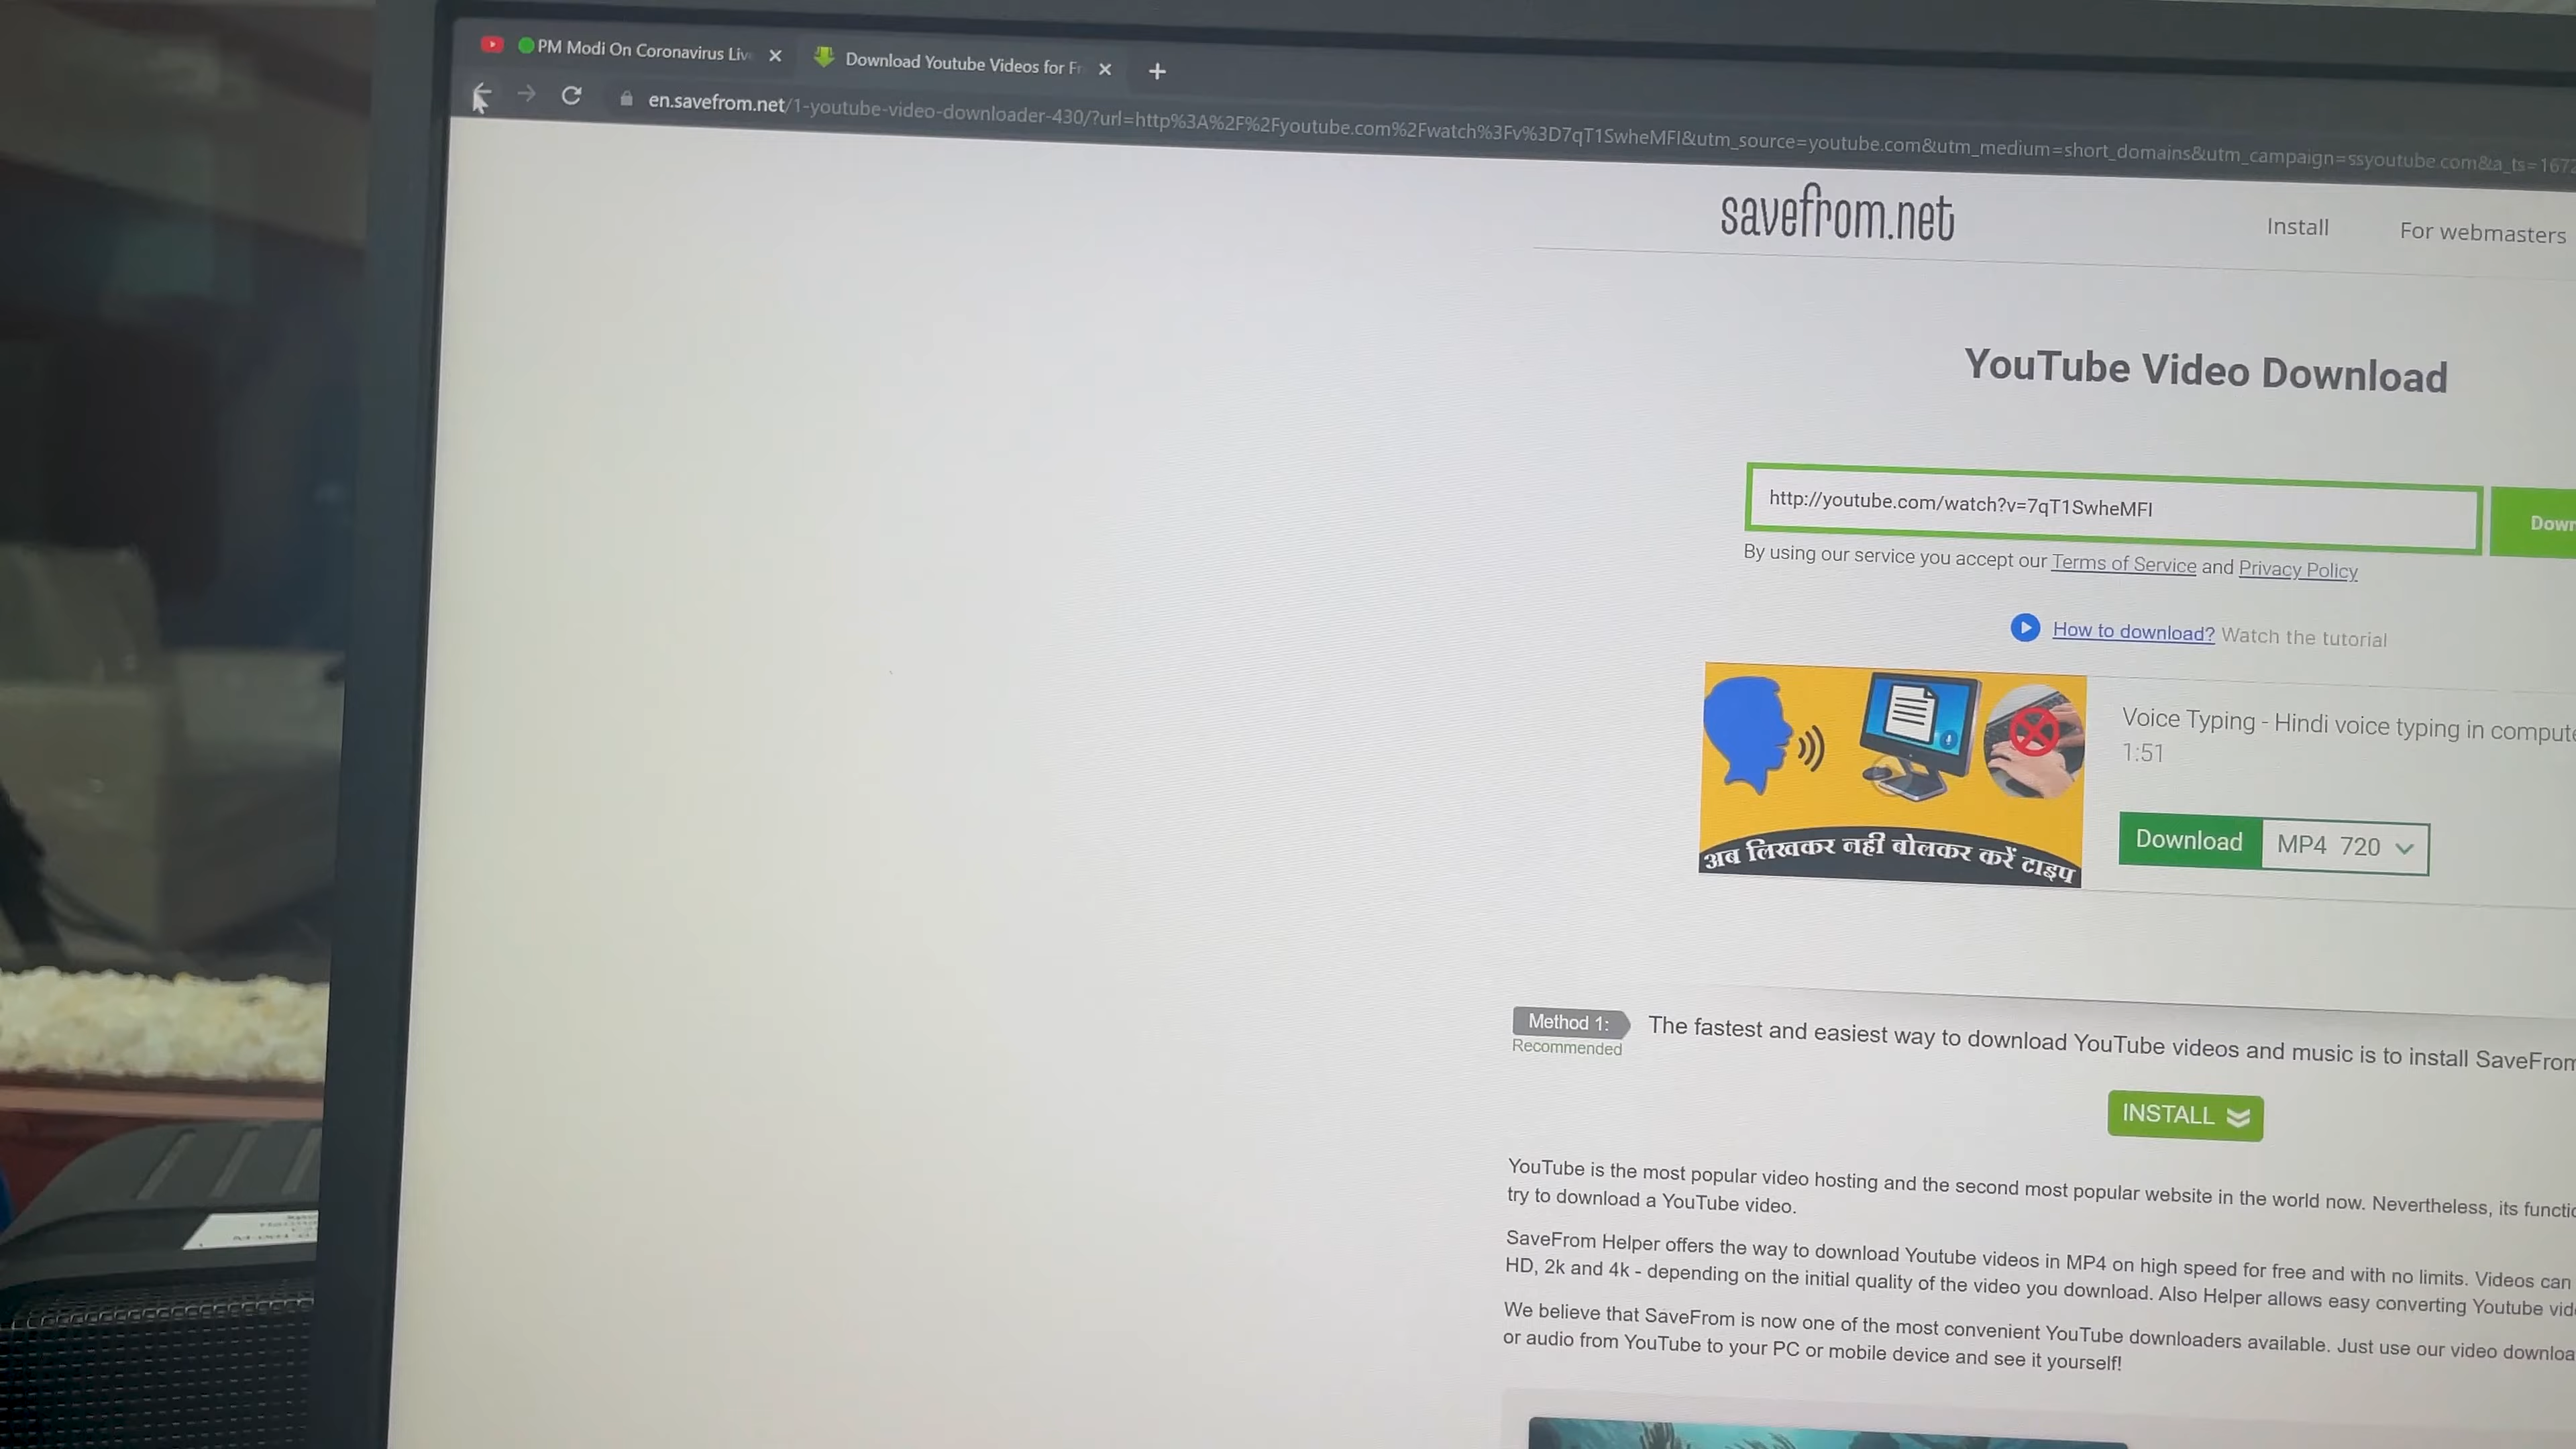 PM Modi On Coronavirus Liv
Download Youtube Videos for Fr
en.savefrom.net/1-youtube-video-downloader-430/?url=http%3A%2F%2Fyoutube.com%2Fwatch%3Fv%3D7qT1SwheMFI&utm_source=youtube.com&utm_medium=short_domains&utm_campaign=ssyoutube.com&a_ts=1672
savefrom.net
Install
For webmasters
YouTube Video Download
http://youtube.com/watch?v=7qT1SwheMFI
Down
By using our service you accept our Terms of Service and Privacy Policy
How to download? Watch the tutorial
अब लिखकर नही बोलकर करें टाइप
Voice Typing - Hindi voice typing in compute
1:51
Download MP4 720
Method 1: The fastest and easiest way to download YouTube videos and music is to install SaveFrom
Recommended
INSTALL
YouTube is the most popular video hosting and the second most popular website in the world now. Nevertheless, its functio
try to download a YouTube video.
SaveFrom Helper offers the way to download Youtube videos in MP4 on high speed for free and with no limits. Videos can
HD, 2k and 4k - depending on the initial quality of the video you download. Also Helper allows easy converting Youtube vid
We believe that SaveFrom is now one of the most convenient YouTube downloaders available. Just use our video downloa
or audio from YouTube to your PC or mobile device and see it yourself!